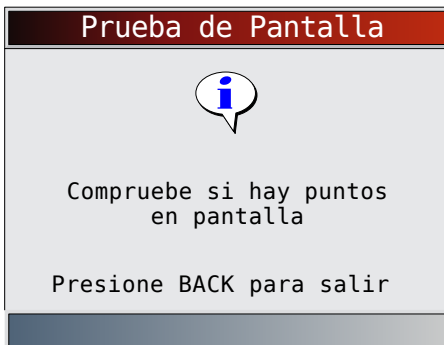 Prueba de Pantalla
i
Compruebe si hay puntos
en pantalla
Presione BACK para salir